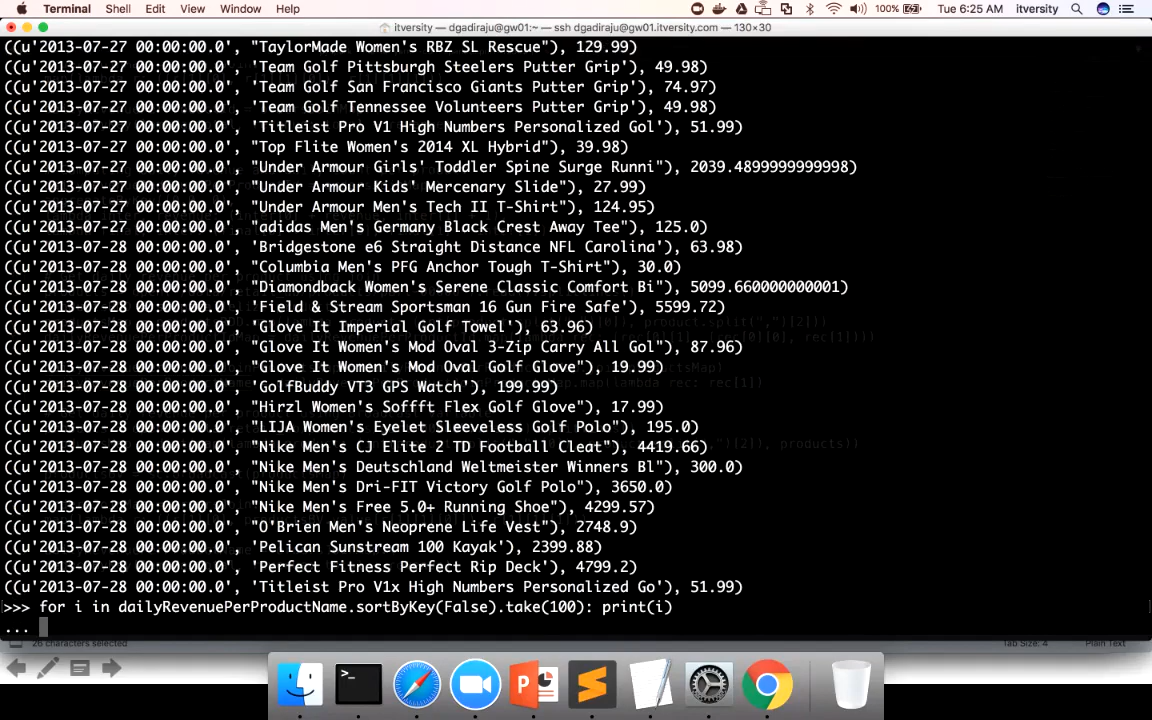 Terminal Shell Edit View Window Help 100% Tue 6:25 AM itversity
itversity — dgadiraju@gw01:~ — ssh dgadiraju@gw01.itversity.com — 130×30
((u'2013-07-27 00:00:00.0', "TaylorMade Women's RBZ SL Rescue"), 129.99)
((u'2013-07-27 00:00:00.0', 'Team Golf Pittsburgh Steelers Putter Grip'), 49.98)
((u'2013-07-27 00:00:00.0', 'Team Golf San Francisco Giants Putter Grip'), 74.97)
((u'2013-07-27 00:00:00.0', 'Team Golf Tennessee Volunteers Putter Grip'), 49.98)
((u'2013-07-27 00:00:00.0', 'Titleist Pro V1 High Numbers Personalized Gol'), 51.99)
((u'2013-07-27 00:00:00.0', "Top Flite Women's 2014 XL Hybrid"), 39.98)
((u'2013-07-27 00:00:00.0', "Under Armour Girls' Toddler Spine Surge Runni"), 2039.4899999999998)
((u'2013-07-27 00:00:00.0', "Under Armour Kids' Mercenary Slide"), 27.99)
((u'2013-07-27 00:00:00.0', "Under Armour Men's Tech II T-Shirt"), 124.95)
((u'2013-07-27 00:00:00.0', "adidas Men's Germany Black Crest Away Tee"), 125.0)
((u'2013-07-28 00:00:00.0', 'Bridgestone e6 Straight Distance NFL Carolina'), 63.98)
((u'2013-07-28 00:00:00.0', "Columbia Men's PFG Anchor Tough T-Shirt"), 30.0)
((u'2013-07-28 00:00:00.0', "Diamondback Women's Serene Classic Comfort Bi"), 5099.660000000001)
((u'2013-07-28 00:00:00.0', 'Field & Stream Sportsman 16 Gun Fire Safe'), 5599.72)
((u'2013-07-28 00:00:00.0', 'Glove It Imperial Golf Towel'), 63.96)
((u'2013-07-28 00:00:00.0', "Glove It Women's Mod Oval 3-Zip Carry All Gol"), 87.96)
((u'2013-07-28 00:00:00.0', "Glove It Women's Mod Oval Golf Glove"), 19.99)
((u'2013-07-28 00:00:00.0', 'GolfBuddy VT3 GPS Watch'), 199.99)
((u'2013-07-28 00:00:00.0', "Hirzl Women's Soffft Flex Golf Glove"), 17.99)
((u'2013-07-28 00:00:00.0', "LIJA Women's Eyelet Sleeveless Golf Polo"), 195.0)
((u'2013-07-28 00:00:00.0', "Nike Men's CJ Elite 2 TD Football Cleat"), 4419.66)
((u'2013-07-28 00:00:00.0', "Nike Men's Deutschland Weltmeister Winners Bl"), 300.0)
((u'2013-07-28 00:00:00.0', "Nike Men's Dri-FIT Victory Golf Polo"), 3650.0)
((u'2013-07-28 00:00:00.0', "Nike Men's Free 5.0+ Running Shoe"), 4299.57)
((u'2013-07-28 00:00:00.0', "O'Brien Men's Neoprene Life Vest"), 2748.9)
((u'2013-07-28 00:00:00.0', 'Pelican Sunstream 100 Kayak'), 2399.88)
((u'2013-07-28 00:00:00.0', 'Perfect Fitness Perfect Rip Deck'), 4799.2)
((u'2013-07-28 00:00:00.0', 'Titleist Pro V1x High Numbers Personalized Go'), 51.99)
>>> for i in dailyRevenuePerProductName.sortByKey(False).take(100): print(i)
...
26 characters selected Tab Size: 4 Plain Text